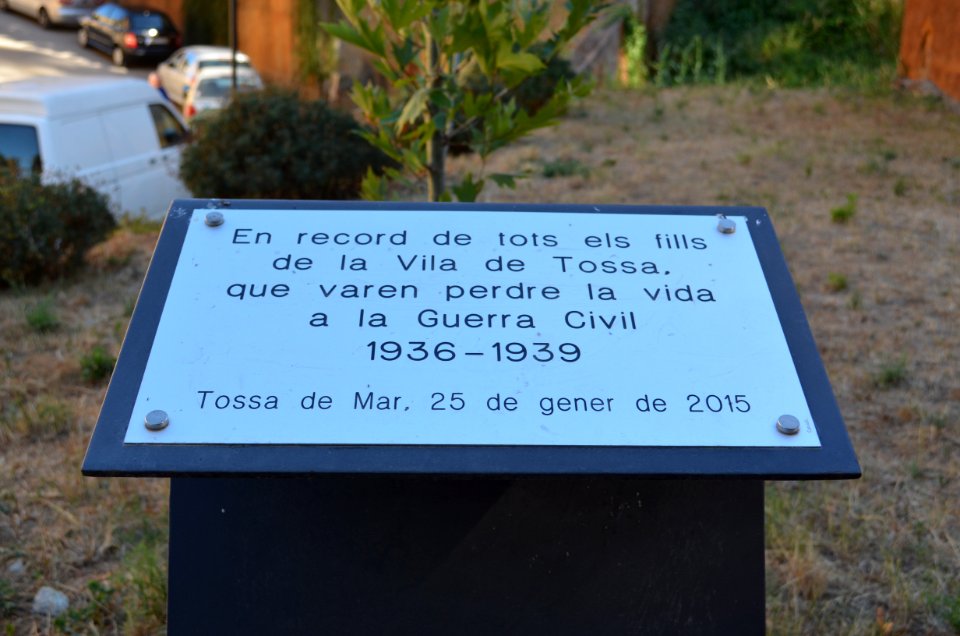 En record de tots els fills
de la Vila de Tossa,
que varen perdre la vida
a la Guerra Civil
1936-1939
Tossa de Mar, 25 de gener de 2015